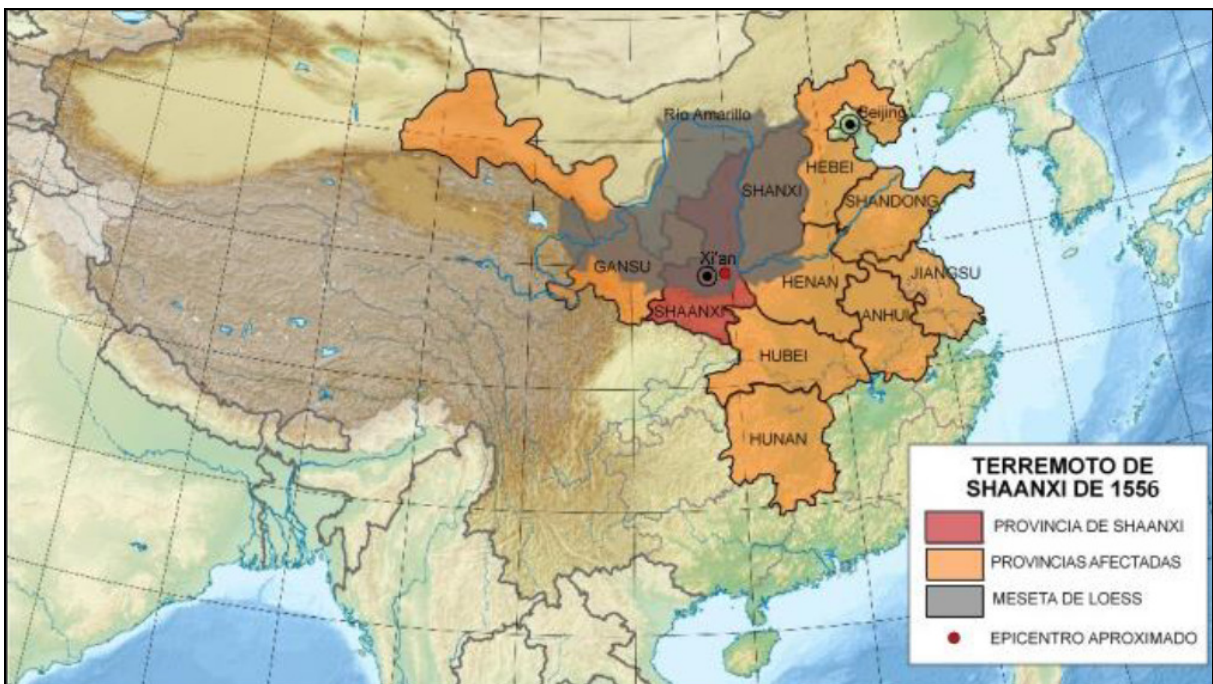 Río Amarillo
Beijing
HEBEI
SHANXI
SHANDONG
Xi'an
GANSU
HENAN
JIANGSU
SHAANXI
ANHUI
HUBEI
HUNAN
TERREMOTO DE
SHAANXI DE 1556
PROVINCIA DE SHAANXI
PROVINCIAS AFECTADAS
MESETA DE LOESS
EPICENTRO APROXIMADO